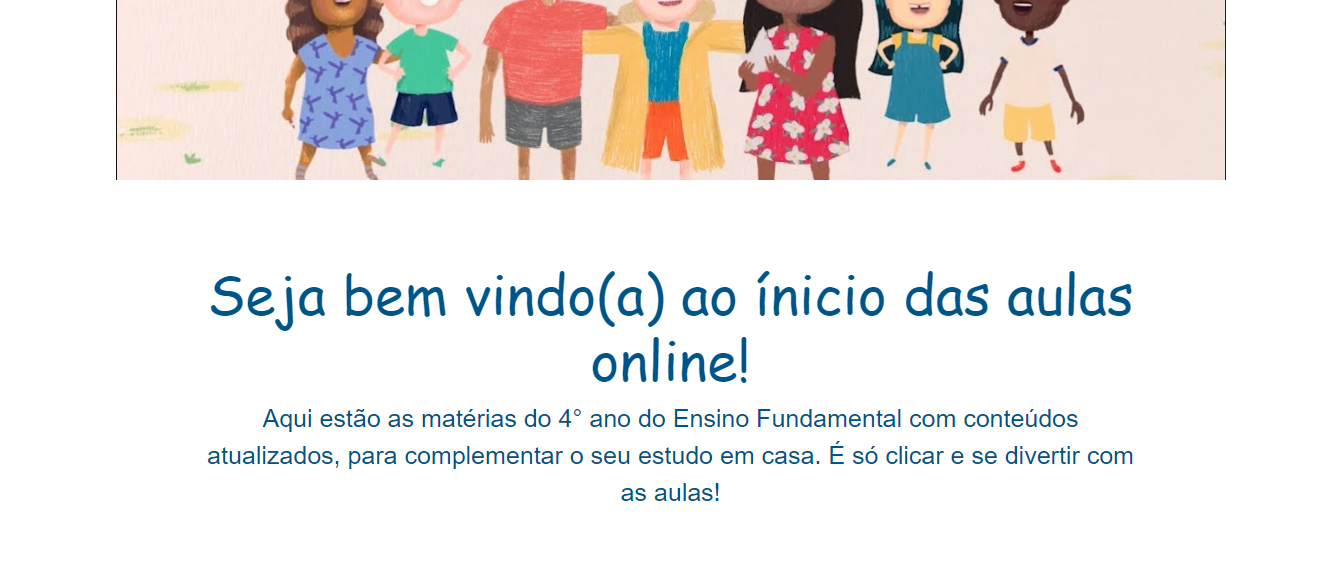 Seja bem vindo(a) ao ínicio das aulas
online!
Aqui estão as matérias do 4° ano do Ensino Fundamental com conteúdos
atualizados, para complementar o seu estudo em casa. É só clicar e se divertir com
as aulas!